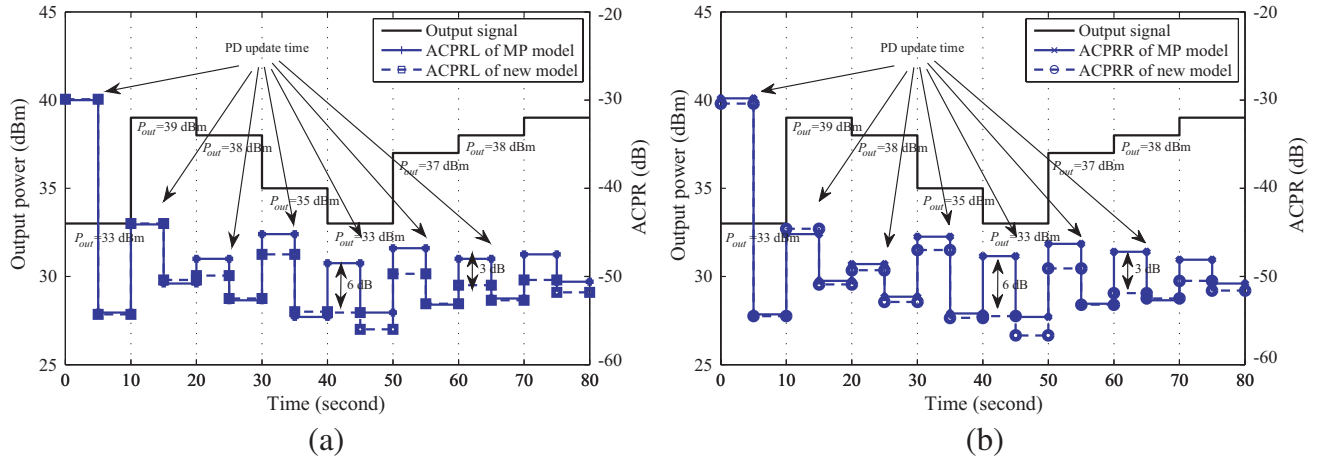 45
40
35
30
25
Output power (dBm)
-20
-30
-40
-50
-60
ACPR (dB)
Output signal
ACPRL of MP model
ACPRL of new model
PD update time
Pout=39 dBm
Pout=38 dBm
Pout=37 dBm
Pout=38 dBm
Pout=35 dBm
Pout=33 dBm
Pout=33 dBm
6 dB
3 dB
0 10 20 30 40 50 60 70 80
Time (second)
(a)
45
40
35
30
25
Output power (dBm)
-20
-30
-40
-50
-60
ACPR (dB)
Output signal
ACPRR of MP model
ACPRR of new model
PD update time
Pout=39 dBm
Pout=38 dBm
Pout=37 dBm
Pout=38 dBm
Pout=35 dBm
Pout=33 dBm
Pout=33 dBm
6 dB
3 dB
0 10 20 30 40 50 60 70 80
Time (second)
(b)